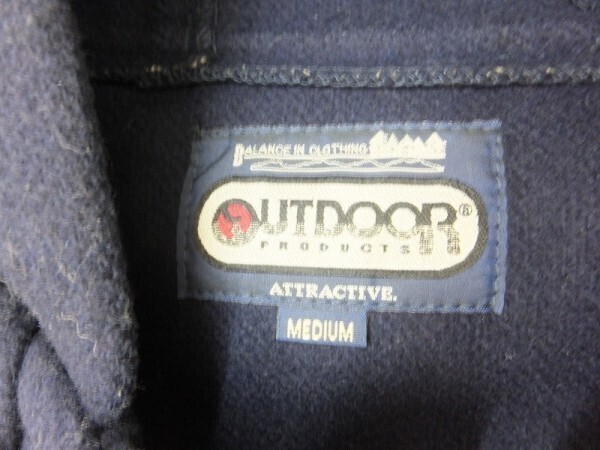 BALANCE IN CLOTHING
OUTDOOR®
PRODUCTS
ATTRACTIVE.
MEDIUM